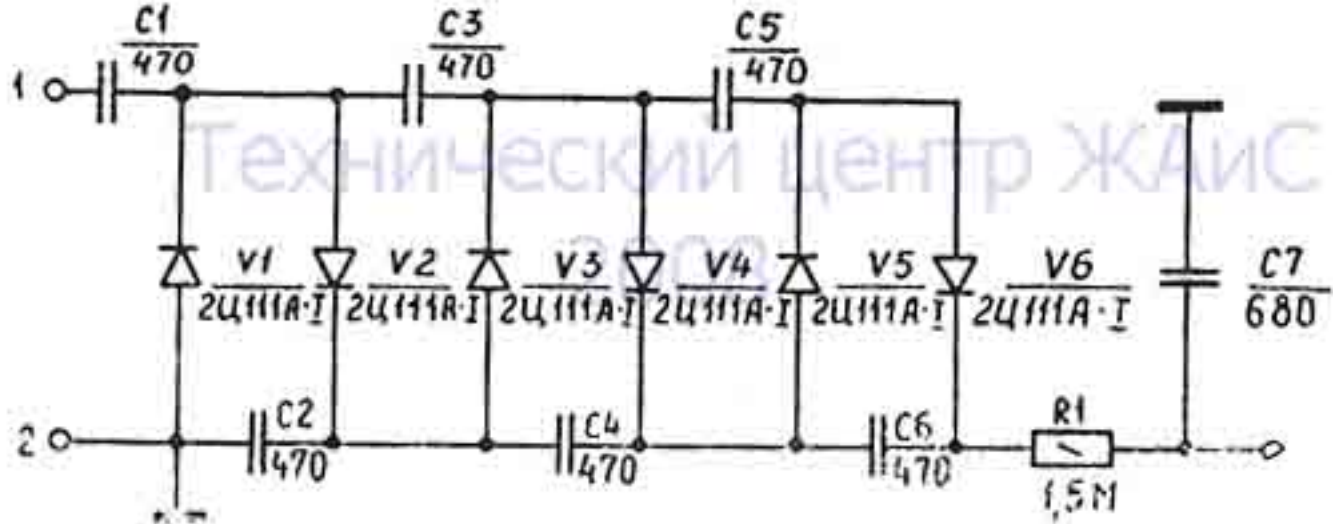 C1
470
C3
470
C5
470
1
Технический центр ЖАиС
V1
2Ц111А-I
V2
2Ц111А-I
V3
2Ц111А-I
V4
2Ц111А-I
V5
2Ц111А-I
V6
2Ц111А-I
C7
680
2
C2
470
C4
470
C6
470
R1
1,5М